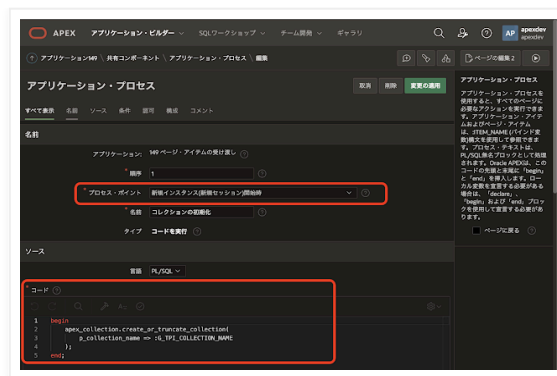 APEX アプリケーション・ビルダー SQLワークショップ チーム開発 ギャラリ AP apexdev
apexdev
アプリケーション149 \ 共有コンポーネント \ アプリケーション・プロセス \ 編集 ページの編集 2
アプリケーション・プロセス 取消 削除 変更の適用
すべて表示 名前 ソース 条件 認可 構成 コメント
名前
アプリケーション: 149 ページ・アイテムの受け渡し
* 順序 1
* プロセス・ポイント 新規インスタンス(新規セッション)開始時
* 名前 コレクションの初期化
タイプ コードを実行
ソース
言語 PL/SQL
* コード
1 begin
2 apex_collection.create_or_truncate_collection(
3 p_collection_name => :G_TPI_COLLECTION_NAME
4 );
5 end;
アプリケーション・プロセス
アプリケーション・プロセスを
使用すると、すべてのページに
必要なアクションを実行できま
す。アプリケーション・アイテ
ムおよびページ・アイテム
は、:ITEM_NAME (バインド変
数)構文を使用して参照できま
す。プロセス・テキストは、
PL/SQL無名ブロックとして処理
されます。Oracle APEXは、この
コードの先頭と末尾に「begin」
と「end」を挿入します。ロー
カル変数を宣言する必要がある
場合は、「declare」、
「begin」および「end」ブロッ
クを使用して宣言する必要があ
ります。
ページに戻る